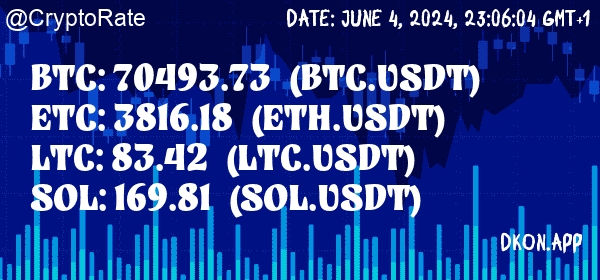 @CryptoRate
DATE: JUNE 4, 2024, 23:06:04 GMT+1
BTC: 70493.73 (BTC.USDT)
ETC: 3816.18 (ETH.USDT)
LTC: 83.42 (LTC.USDT)
SOL: 169.81 (SOL.USDT)
DKON.APP